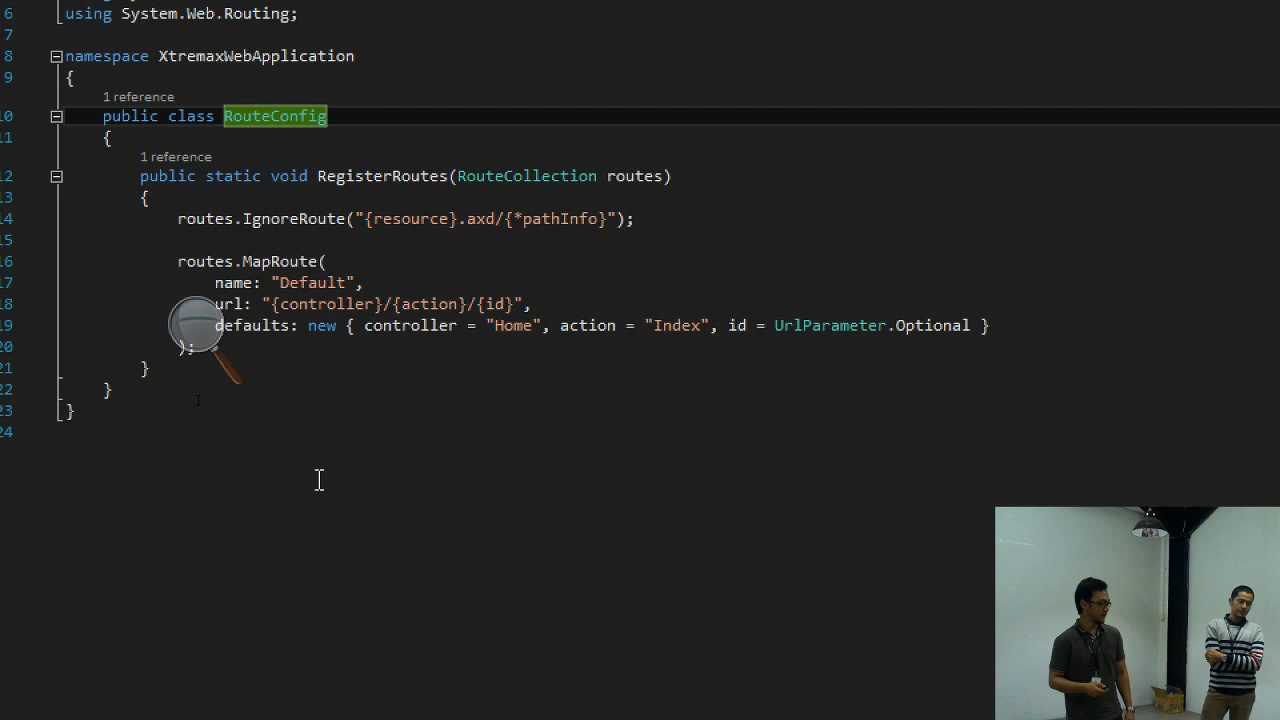 6 using System.Web.Routing;
7
8 namespace XtremaxWebApplication
9 {
1 reference
10 public class RouteConfig
11 {
1 reference
12 public static void RegisterRoutes(RouteCollection routes)
13 {
14 routes.IgnoreRoute("{resource}.axd/{*pathInfo}");
15
16 routes.MapRoute(
17 name: "Default",
18 url: "{controller}/{action}/{id}",
19 defaults: new { controller = "Home", action = "Index", id = UrlParameter.Optional }
20 );
21 }
22 }
23 }
24